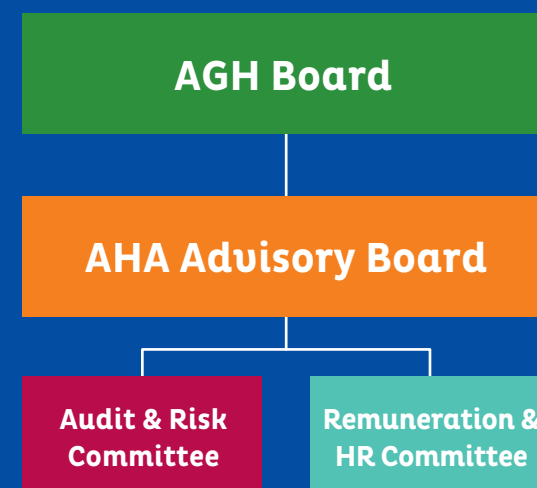 AGH Board
AHA Advisory Board
Audit & Risk
Committee
Remuneration &
HR Committee